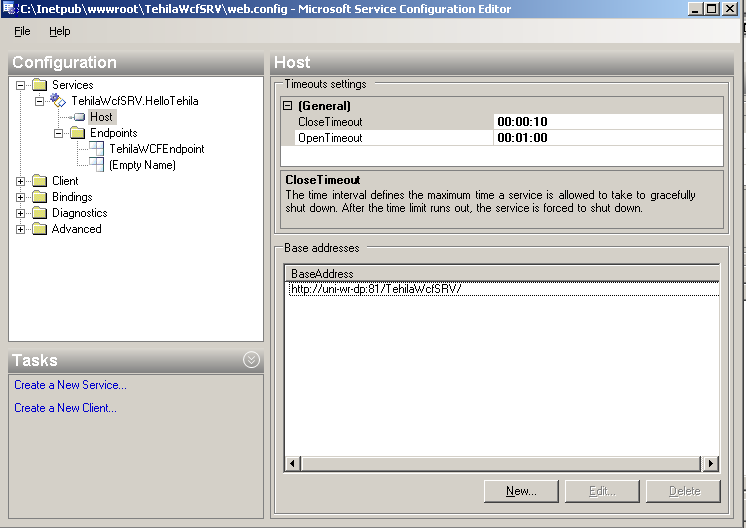 C:\Inetpub\wwwroot\TehilaWcfSRV\web.config - Microsoft Service Configuration Editor
File Help
Configuration
Services
TehilaWcfSRV.HelloTehila
Host
Endpoints
TehilaWCFEndpoint
(Empty Name)
Client
Bindings
Diagnostics
Advanced
Tasks
Create a New Service...
Create a New Client...
Host
Timeouts settings
(General)
CloseTimeout 00:00:10
OpenTimeout 00:01:00
CloseTimeout
The time interval defines the maximum time a service is allowed to take to gracefully
shut down. After the time limit runs out, the service is forced to shut down.
Base addresses
BaseAddress
http://uni-wr-dp:81/TehilaWcfSRV/
New... Edit... Delete